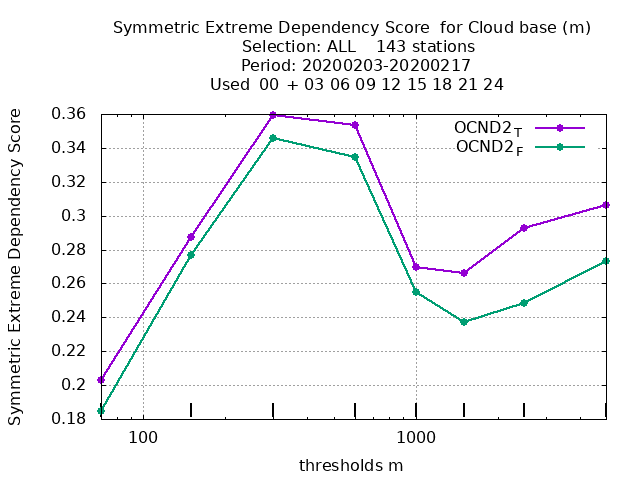 Symmetric Extreme Dependency Score  for Cloud base (m)
Selection: ALL    143 stations
Period: 20200203-20200217
Used  00 + 03 06 09 12 15 18 21 24
Symmetric Extreme Dependency Score
0.36
0.34
0.32
0.3
0.28
0.26
0.24
0.22
0.2
0.18
OCND2T
OCND2F
100
1000
thresholds m